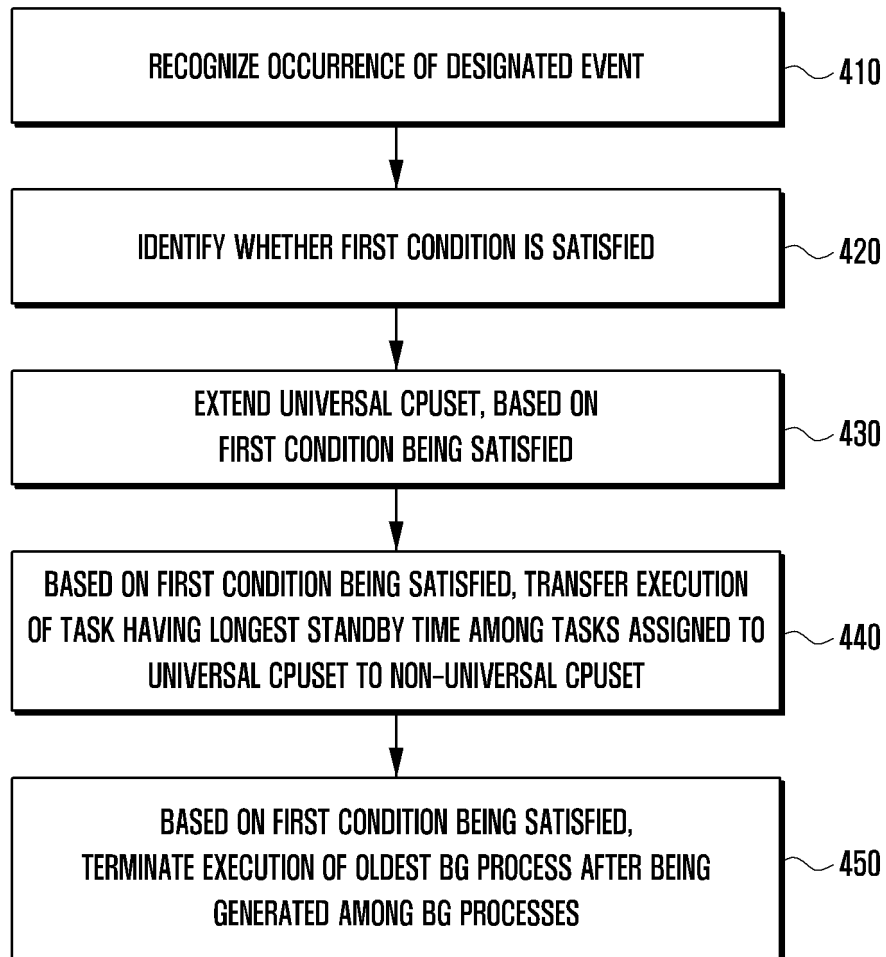 RECOGNIZE OCCURRENCE OF DESIGNATED EVENT
410
IDENTIFY WHETHER FIRST CONDITION IS SATISFIED
420
EXTEND UNIVERSAL CPUSET, BASED ON
FIRST CONDITION BEING SATISFIED
430
BASED ON FIRST CONDITION BEING SATISFIED, TRANSFER EXECUTION
OF TASK HAVING LONGEST STANDBY TIME AMONG TASKS ASSIGNED TO
UNIVERSAL CPUSET TO NON-UNIVERSAL CPUSET
440
BASED ON FIRST CONDITION BEING SATISFIED,
TERMINATE EXECUTION OF OLDEST BG PROCESS AFTER BEING
GENERATED AMONG BG PROCESSES
450